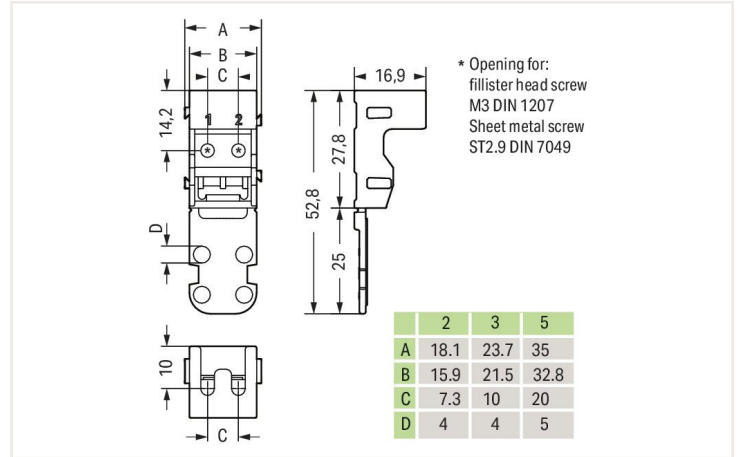 A
B
C
16,9
* Opening for:
fillister head screw
M3 DIN 1207
Sheet metal screw
ST2.9 DIN 7049
14,2
1 2
* *
27,8
52,8
D
25
10
C
2 3 5
A 18.1 23.7 35
B 15.9 21.5 32.8
C 7.3 10 20
D 4 4 5